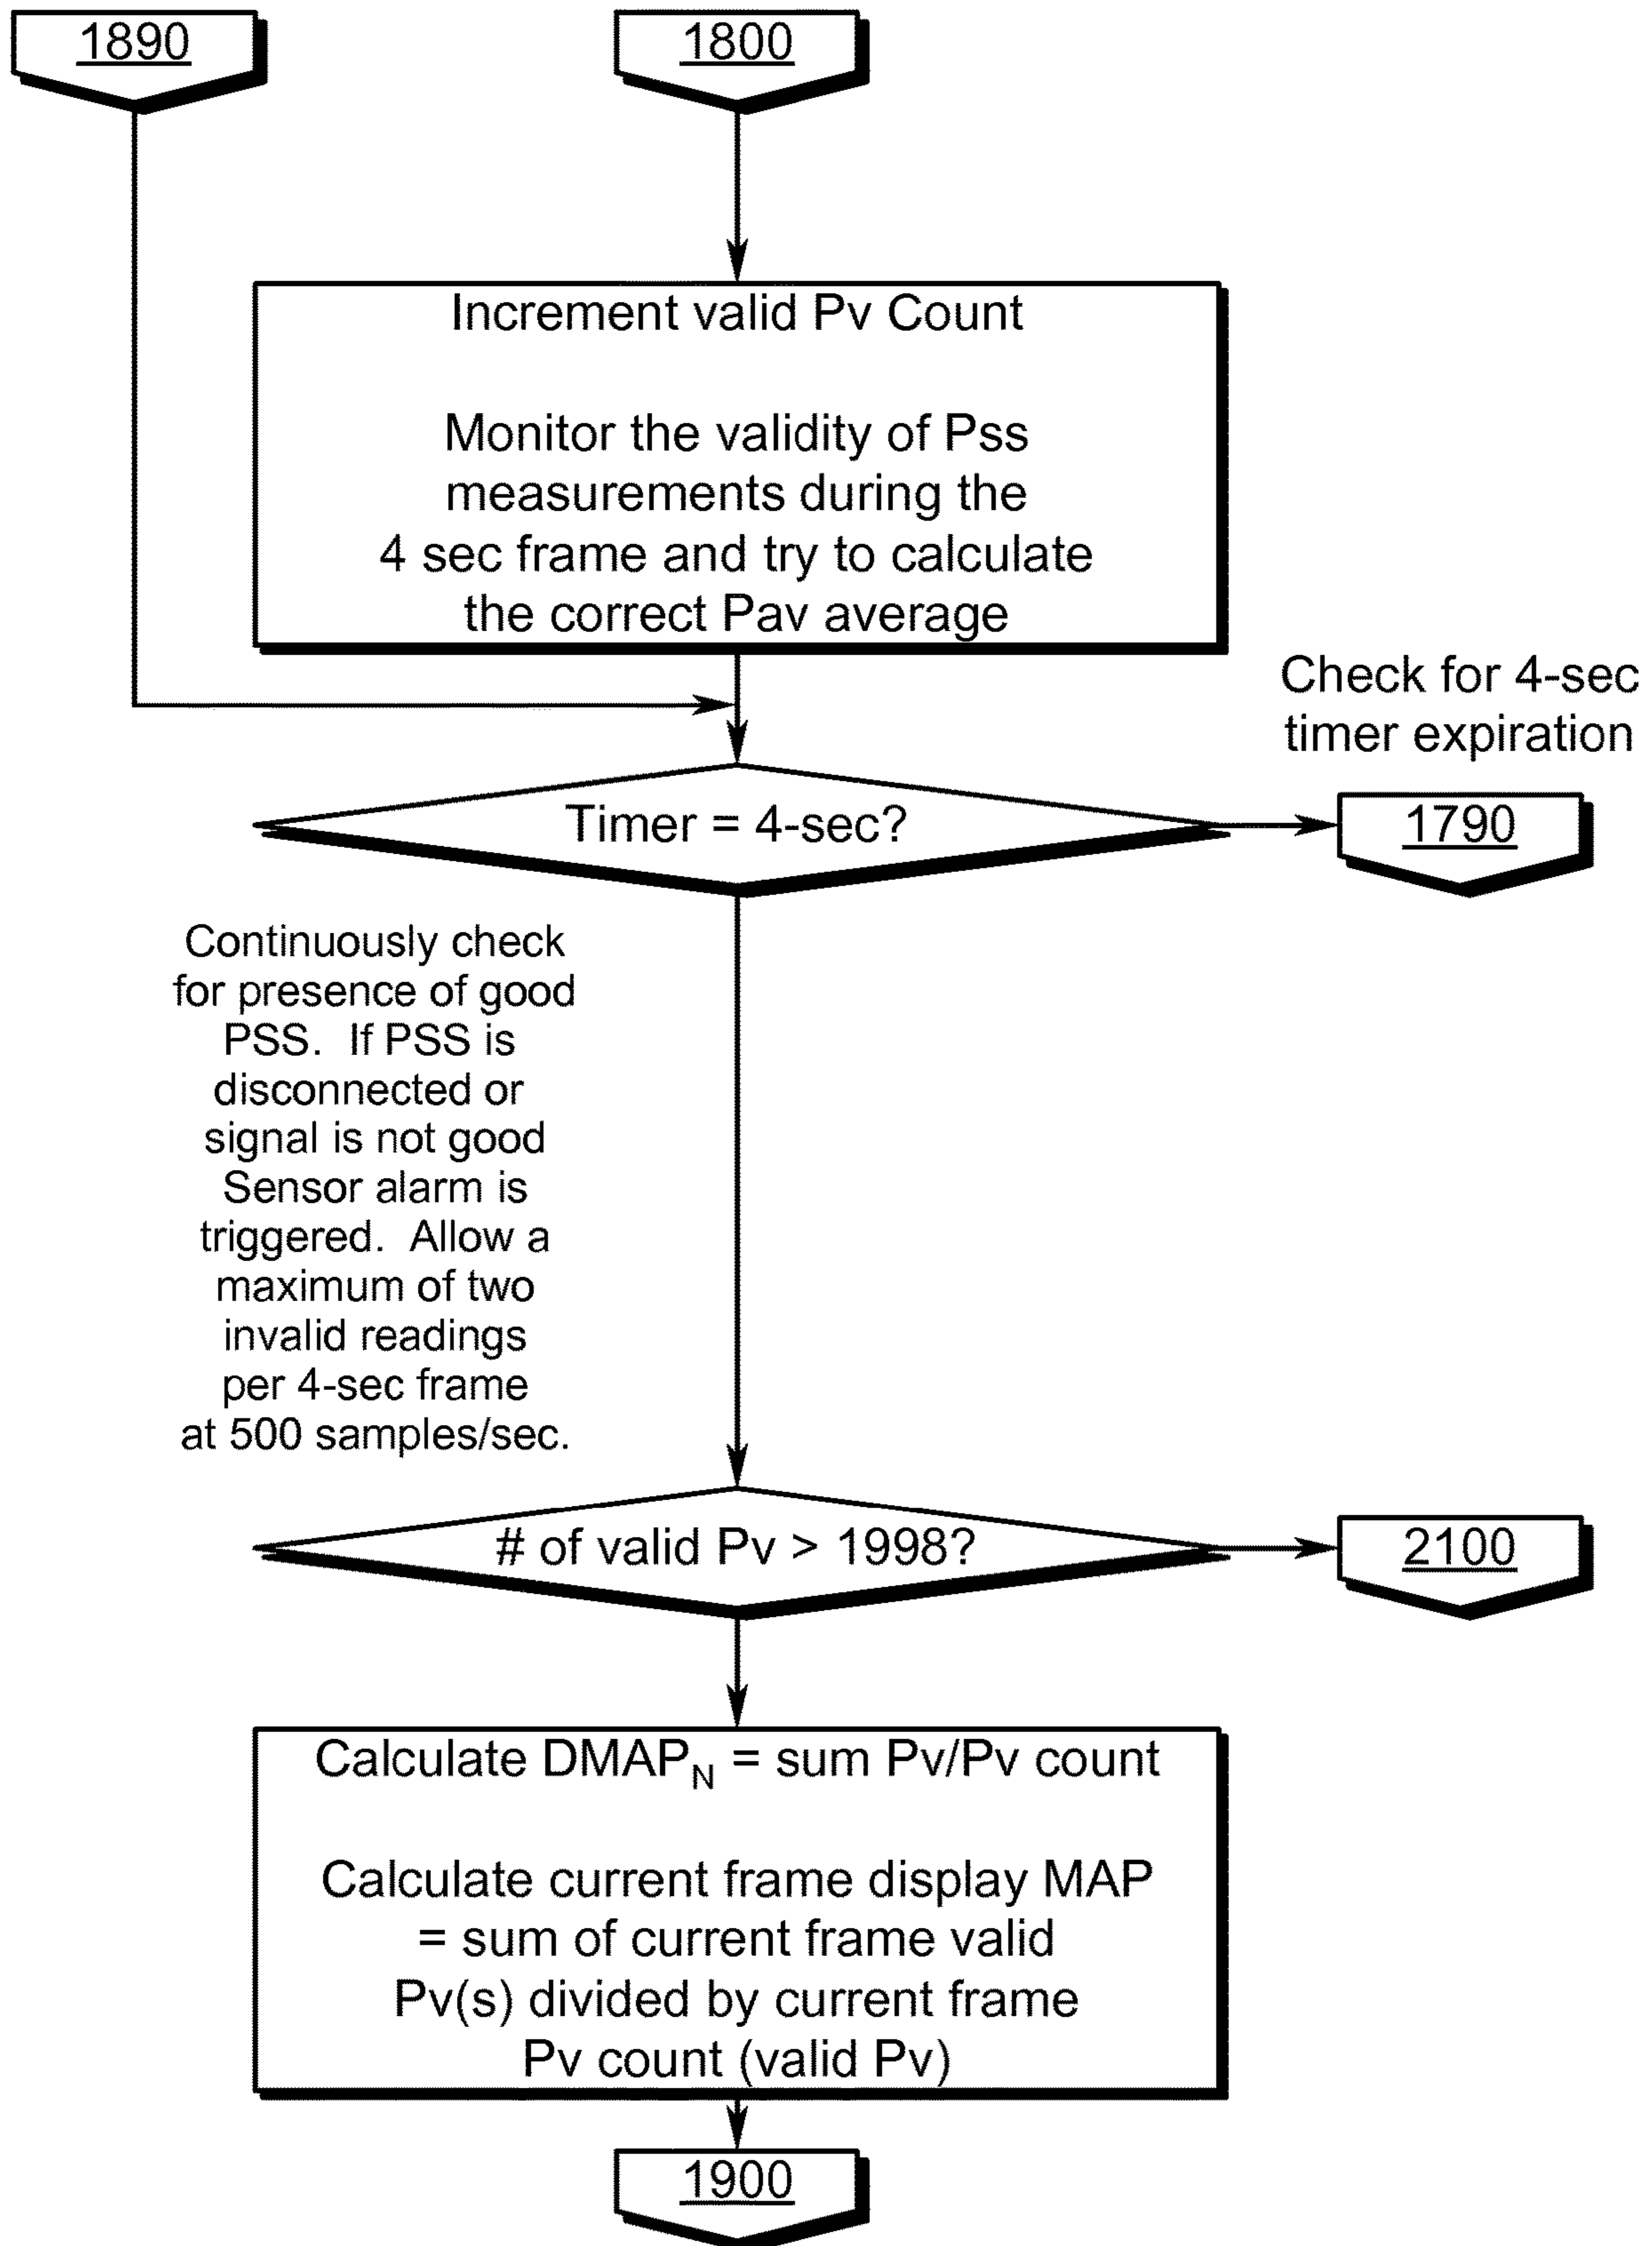 1890
1800
Increment valid Pv Count
Monitor the validity of Pss
measurements during the
4 sec frame and try to calculate
the correct Pav average
Check for 4-sec
timer expiration
Timer = 4-sec?
1790
Continuously check
for presence of good
PSS. If PSS is
disconnected or
signal is not good
Sensor alarm is
triggered. Allow a
maximum of two
invalid readings
per 4-sec frame
at 500 samples/sec.
# of valid Pv > 1998?
2100
Calculate DMAPN = sum Pv/Pv count
Calculate current frame display MAP
= sum of current frame valid
Pv(s) divided by current frame
Pv count (valid Pv)
1900